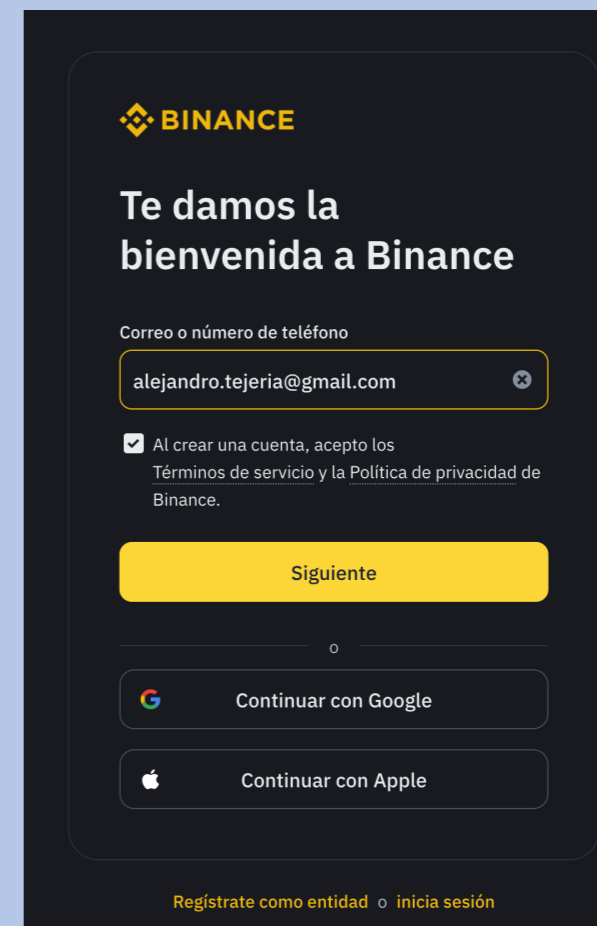 BINANCE
Te damos la
bienvenida a Binance
Correo o número de teléfono
alejandro.tejeria@gmail.com
Al crear una cuenta, acepto los
Términos de servicio y la Política de privacidad de
Binance.
Siguiente
o
Continuar con Google
Continuar con Apple
Regístrate como entidad o inicia sesión